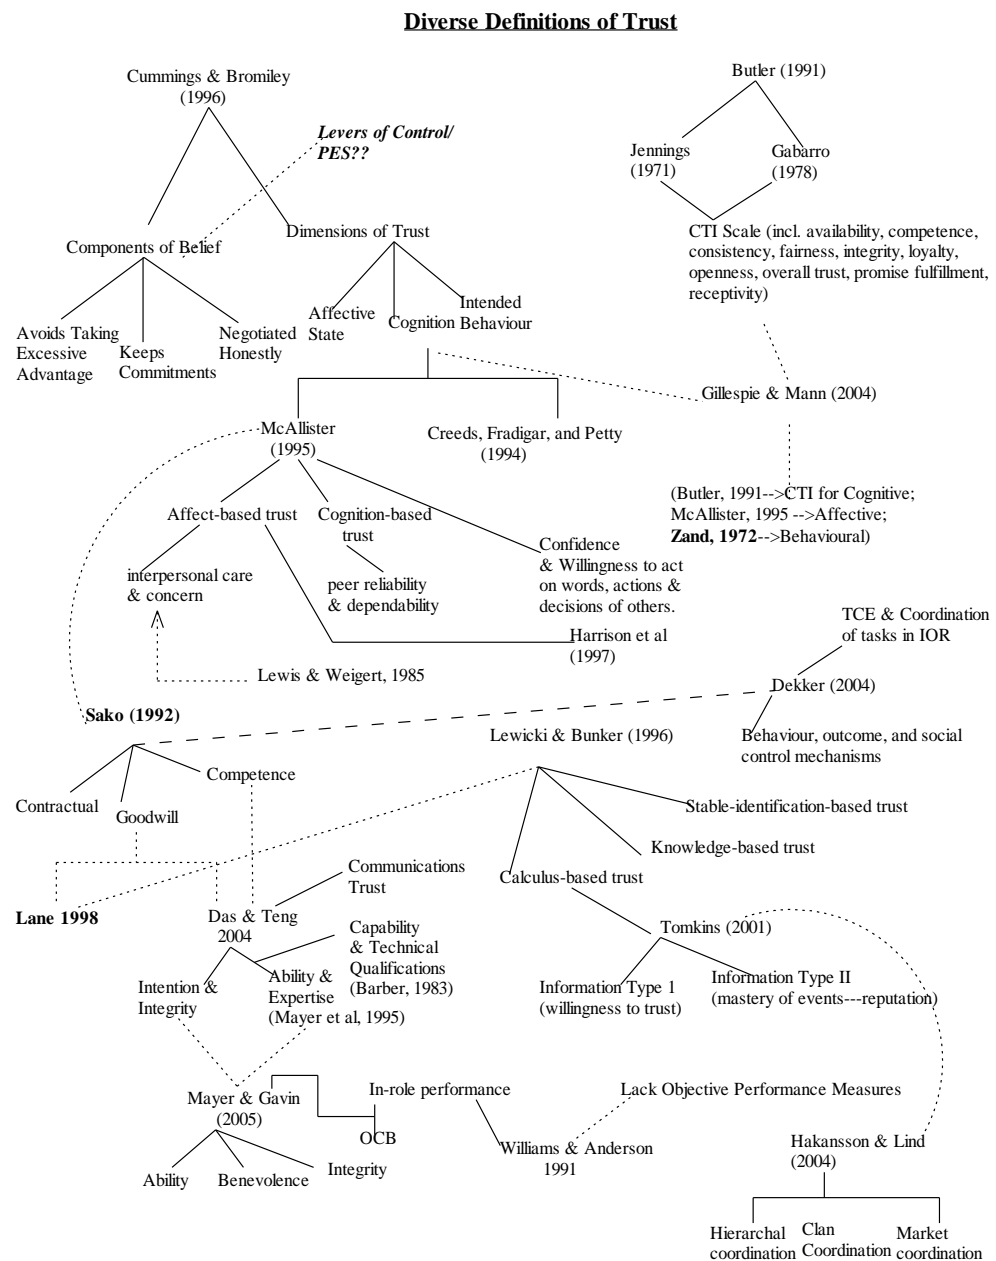 Diverse Definitions of Trust
Cummings & Bromiley
(1996)
Butler (1991)
Levers of Control/
PES??
Jennings
(1971)
Gabarro
(1978)
Components of Belief
Dimensions of Trust
CTI Scale (incl. availability, competence,
consistency, fairness, integrity, loyalty,
openness, overall trust, promise fulfillment,
receptivity)
Avoids Taking
Excessive
Advantage
Keeps
Commitments
Negotiated
Honestly
Affective
State
Cognition
Intended
Behaviour
Gillespie & Mann (2004)
McAllister
(1995)
Creeds, Fradigar, and Petty
(1994)
(Butler, 1991-->CTI for Cognitive;
McAllister, 1995 -->Affective;
Zand, 1972-->Behavioural)
Affect-based trust
Cognition-based
trust
Confidence
& Willingness to act
on words, actions &
decisions of others.
interpersonal care
& concern
peer reliability
& dependability
Harrison et al
(1997)
TCE & Coordination
of tasks in IOR
Lewis & Weigert, 1985
Dekker (2004)
Sako (1992)
Lewicki & Bunker (1996)
Behaviour, outcome, and social
control mechanisms
Contractual
Goodwill
Competence
Stable-identification-based trust
Knowledge-based trust
Calculus-based trust
Communications
Trust
Lane 1998
Das & Teng
2004
Capability
& Technical
Qualifications
(Barber, 1983)
Tomkins (2001)
Intention &
Integrity
Ability &
Expertise
(Mayer et al, 1995)
Information Type 1
(willingness to trust)
Information Type II
(mastery of events---reputation)
Mayer & Gavin
(2005)
In-role performance
Lack Objective Performance Measures
OCB
Williams & Anderson
1991
Hakansson & Lind
(2004)
Ability
Benevolence
Integrity
Hierarchal
coordination
Clan
Coordination
Market
coordination